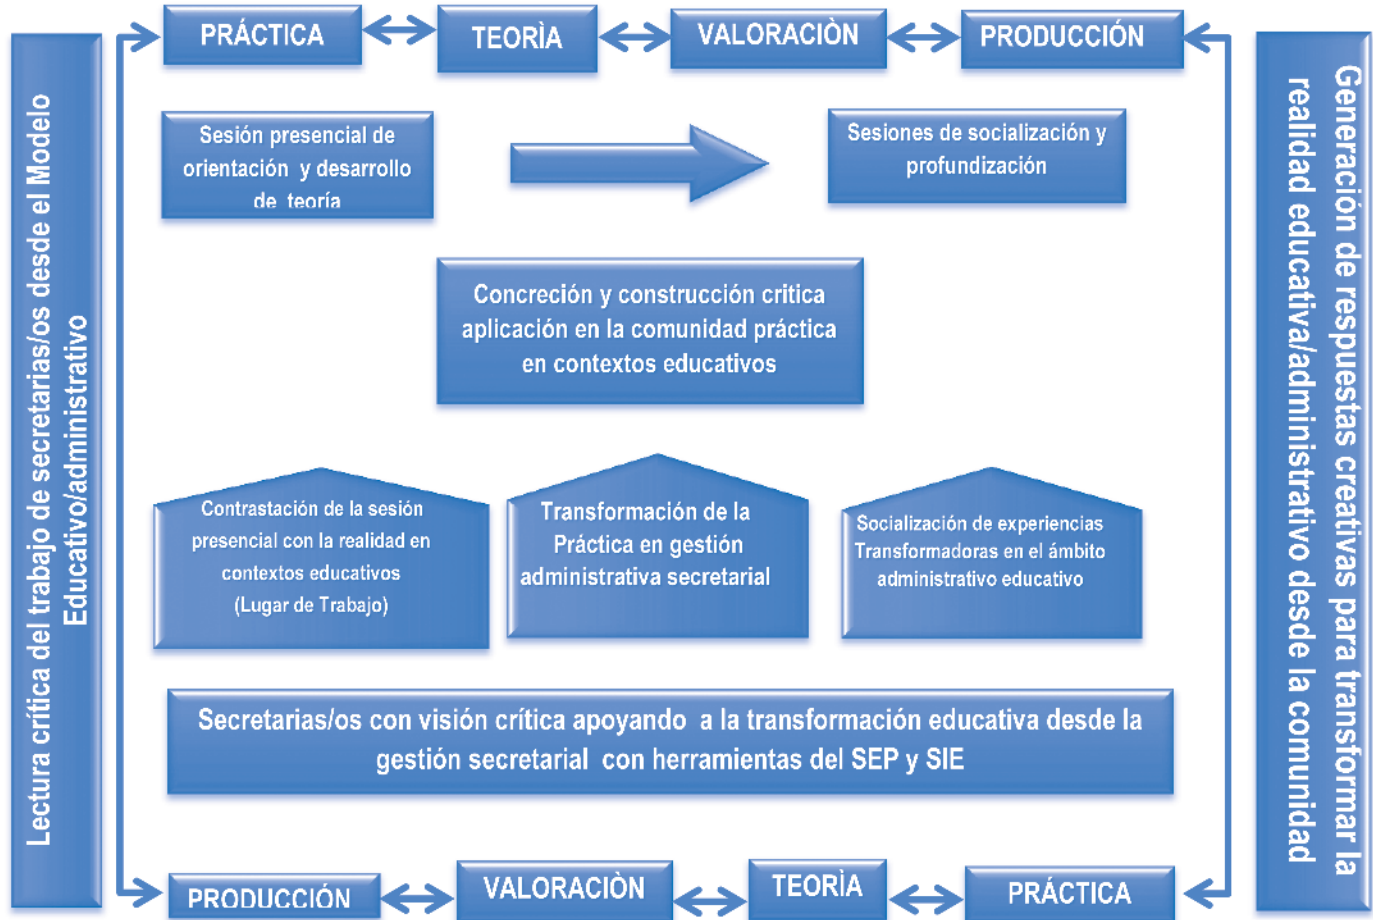 PRÁCTICA
TEORÌA
VALORACIÒN
PRODUCCIÓN
Lectura crítica del trabajo de secretarias/os desde el Modelo
Educativo/administrativo
Sesión presencial de
orientación y desarrollo
de teoría
Sesiones de socialización y
profundización
Concreción y construcción critica
aplicación en la comunidad práctica
en contextos educativos
Contrastación de la sesión
presencial con la realidad en
contextos educativos
(Lugar de Trabajo)
Transformación de la
Práctica en gestión
administrativa secretarial
Socialización de experiencias
Transformadoras en el ámbito
administrativo educativo
Secretarias/os con visión crítica apoyando a la transformación educativa desde la
gestión secretarial con herramientas del SEP y SIE
PRODUCCIÓN
VALORACIÒN
TEORÌA
PRÁCTICA
Generación de respuestas creativas para transformar la
realidad educativa/administrativo desde la comunidad